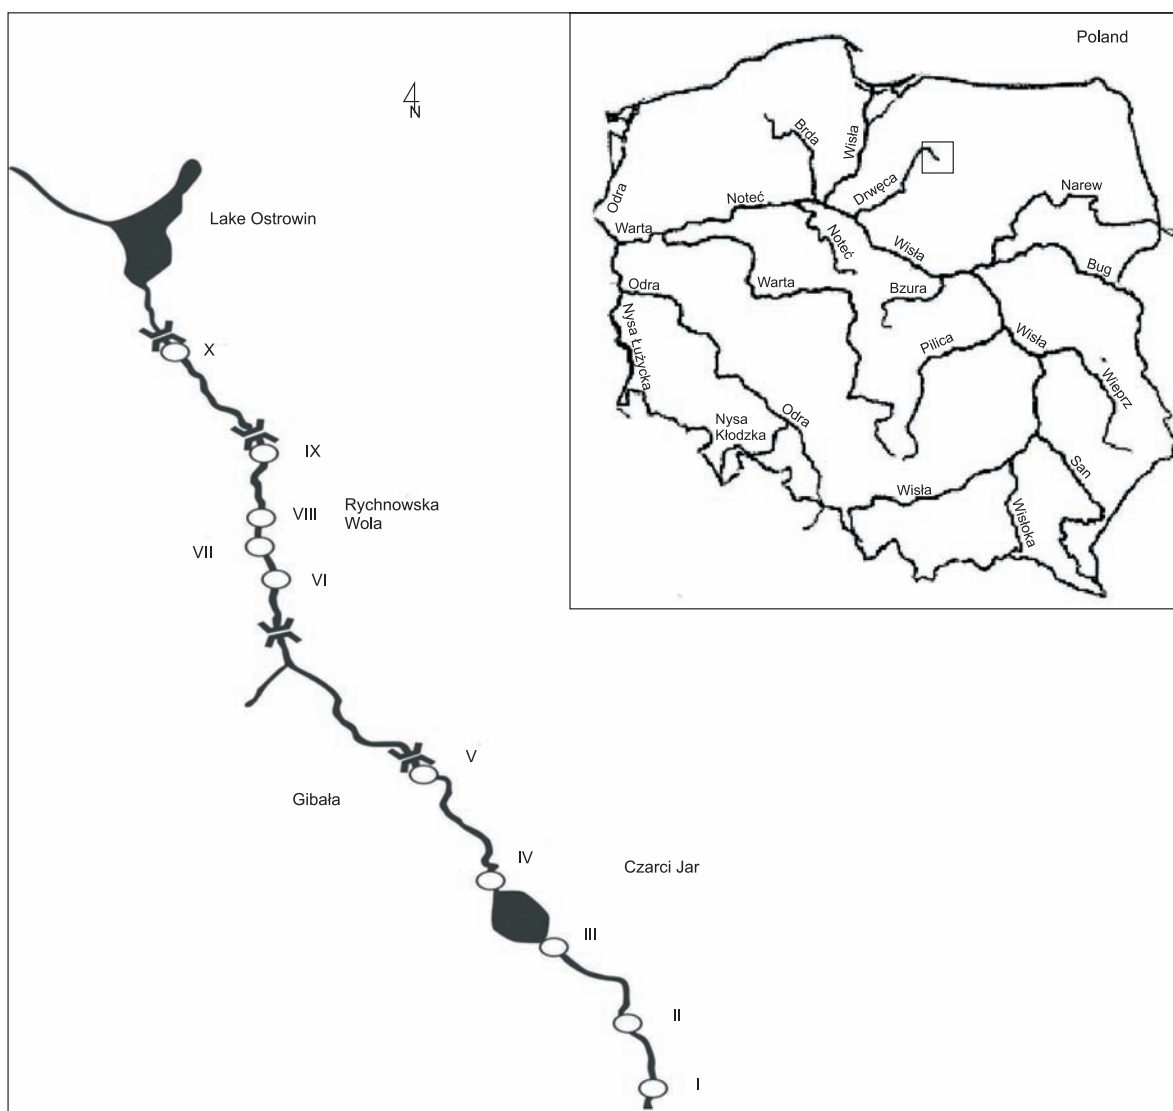 N
Lake Ostrowin
X
IX
VIII
Rychnowska
Wola
VII
VI
V
Gibała
IV
Czarci Jar
III
II
I
Poland
Brda
Wisła
Odra
Drwęca
Noteć
Narew
Warta
Noteć
Wisła
Bug
Odra
Warta
Bzura
Nysa Łużycka
Pilica
Wisła
Wieprz
Nysa
Kłodzka
Odra
San
Wisła
Wisłoka